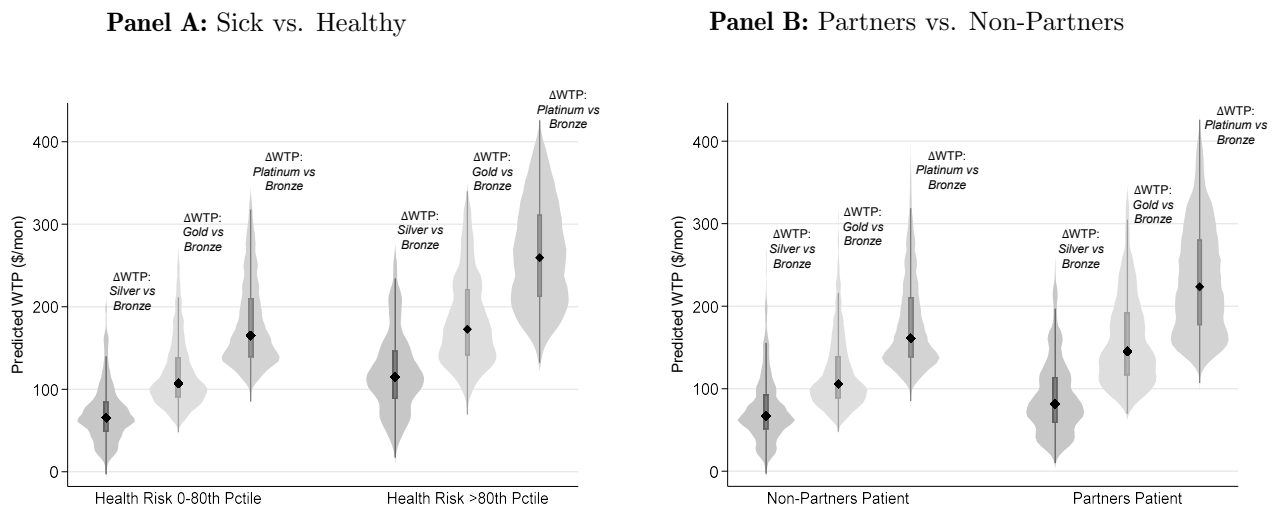 Panel A: Sick vs. Healthy
Predicted WTP ($/mon)
400
300
200
100
0
ΔWTP:
Silver vs
Bronze
ΔWTP:
Gold vs
Bronze
ΔWTP:
Platinum vs
Bronze
ΔWTP:
Silver vs
Bronze
ΔWTP:
Gold vs
Bronze
ΔWTP:
Platinum vs
Bronze
Health Risk 0-80th Pctile
Health Risk >80th Pctile
Panel B: Partners vs. Non-Partners
Predicted WTP ($/mon)
400
300
200
100
0
ΔWTP:
Silver vs
Bronze
ΔWTP:
Gold vs
Bronze
ΔWTP:
Platinum vs
Bronze
ΔWTP:
Silver vs
Bronze
ΔWTP:
Gold vs
Bronze
ΔWTP:
Platinum vs
Bronze
Non-Partners Patient
Partners Patient